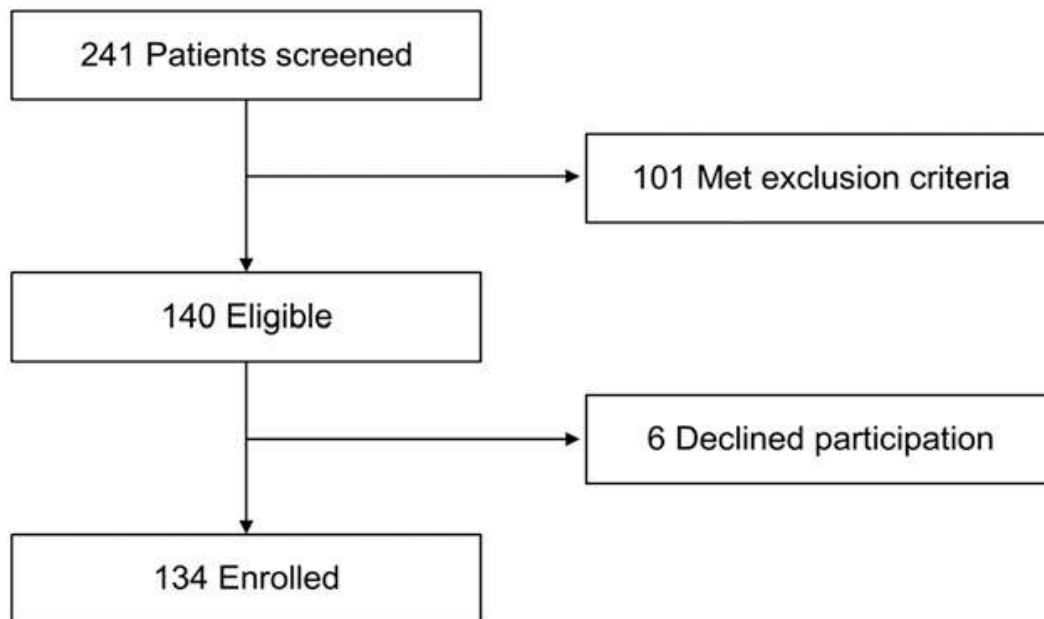 241 Patients screened
101 Met exclusion criteria
140 Eligible
6 Declined participation
134 Enrolled